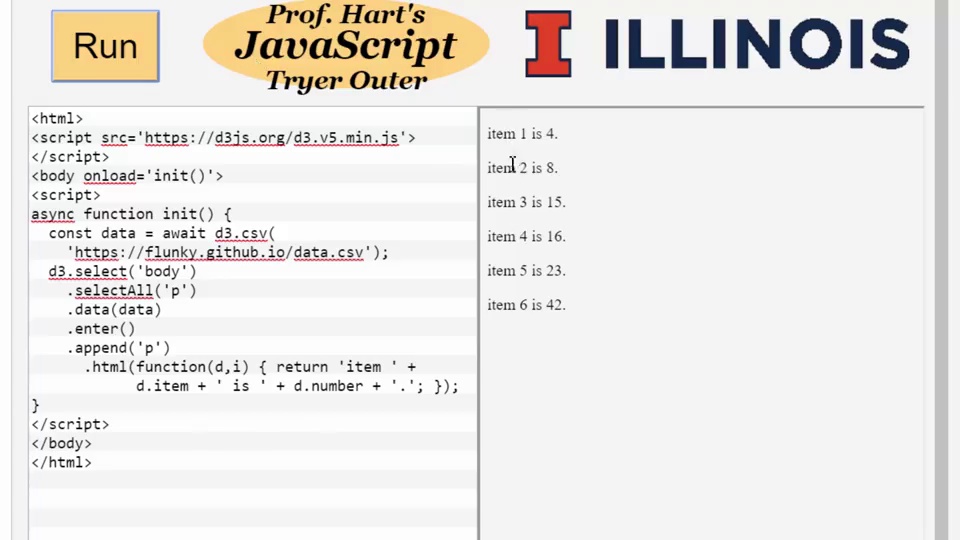 Run
Prof. Hart's
JavaScript
Tryer Outer
I ILLINOIS
<html>
<script src='https://d3js.org/d3.v5.min.js'>
</script>
<body onload='init()'>
<script>
async function init() {
  const data = await d3.csv(
    'https://flunky.github.io/data.csv');
  d3.select('body')
    .selectAll('p')
    .data(data)
    .enter()
    .append('p')
      .html(function(d,i) { return 'item ' +
            d.item + ' is ' + d.number + '.'; });
}
</script>
</body>
</html>
item 1 is 4.
item 2 is 8.
item 3 is 15.
item 4 is 16.
item 5 is 23.
item 6 is 42.